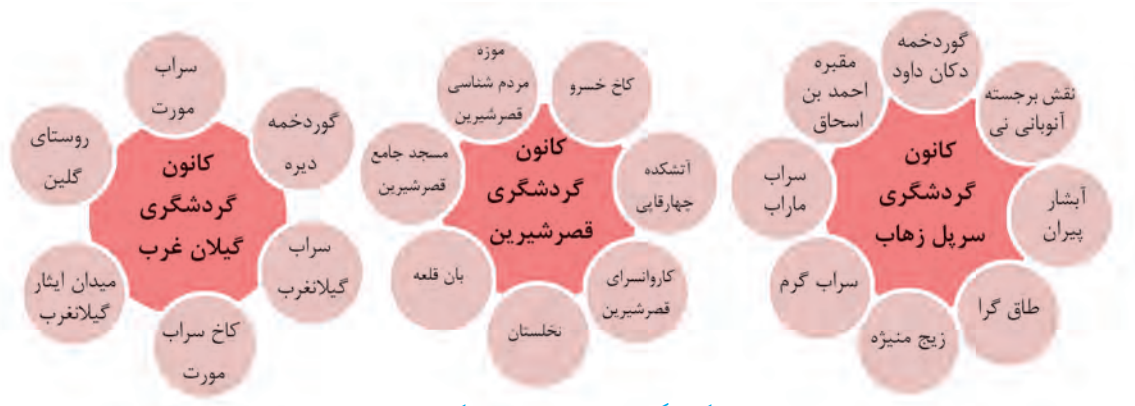 گوردخمه
دکان داود
نقش برجسته
آنوبانی نی
آبشار
پیران
طاق گرا
زیج منیژه
سراب گرم
سراب
ماراب
مقبره
احمد بن
اسحاق
کانون
گردشگری
سرپل زهاب
کاخ خسرو
آتشکده
چهارقاپی
کاروانسرای
قصرشیرین
نخلستان
بان قلعه
مسجد جامع
قصرشیرین
موزه
مردم شناسی
قصرشیرین
کانون
گردشگری
قصرشیرین
سراب
مورت
گوردخمه
دیره
سراب
گیلانغرب
کاخ سراب
مورت
میدان ایثار
گیلانغرب
روستای
گلین
کانون
گردشگری
گیلان غرب